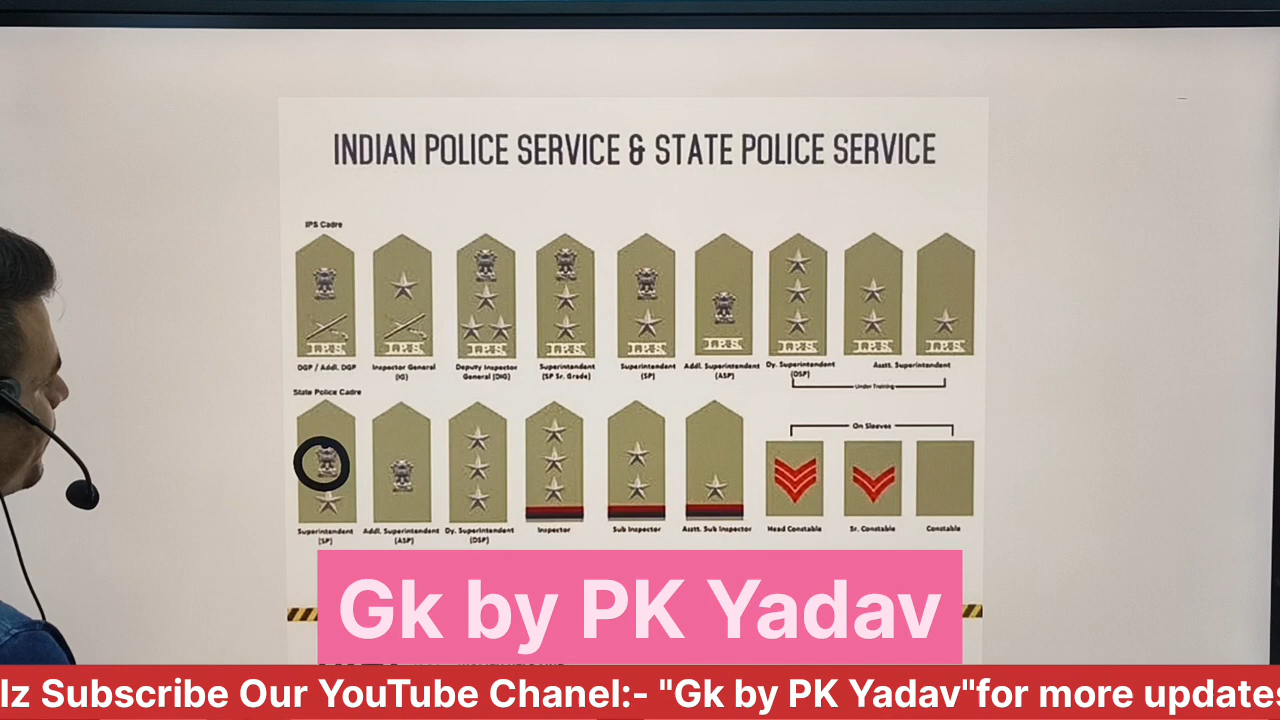 INDIAN POLICE SERVICE & STATE POLICE SERVICE
IPS Cadre
I.P.S. I.P.S. I.P.S. I.P.S. I.P.S. I.P.S. I.P.S. I.P.S. I.P.S.
DGP / Addl. DGP
Inspector General
(IG)
Deputy Inspector
General (DIG)
Superintendent
(SP Sr. Grade)
Superintendent
(SP)
Addl. Superintendent
(ASP)
Dy. Superintendent
(DSP)
Asstt. Superintendent
Under Training
State Police Cadre
On Sleeves
Superintendent
(SP)
Addl. Superintendent
(ASP)
Dy. Superintendent
(DSP)
Inspector
Sub Inspector
Asstt. Sub Inspector
Head Constable
Sr. Constable
Constable
Gk by PK Yadav
lz Subscribe Our YouTube Chanel:- "Gk by PK Yadav"for more updates